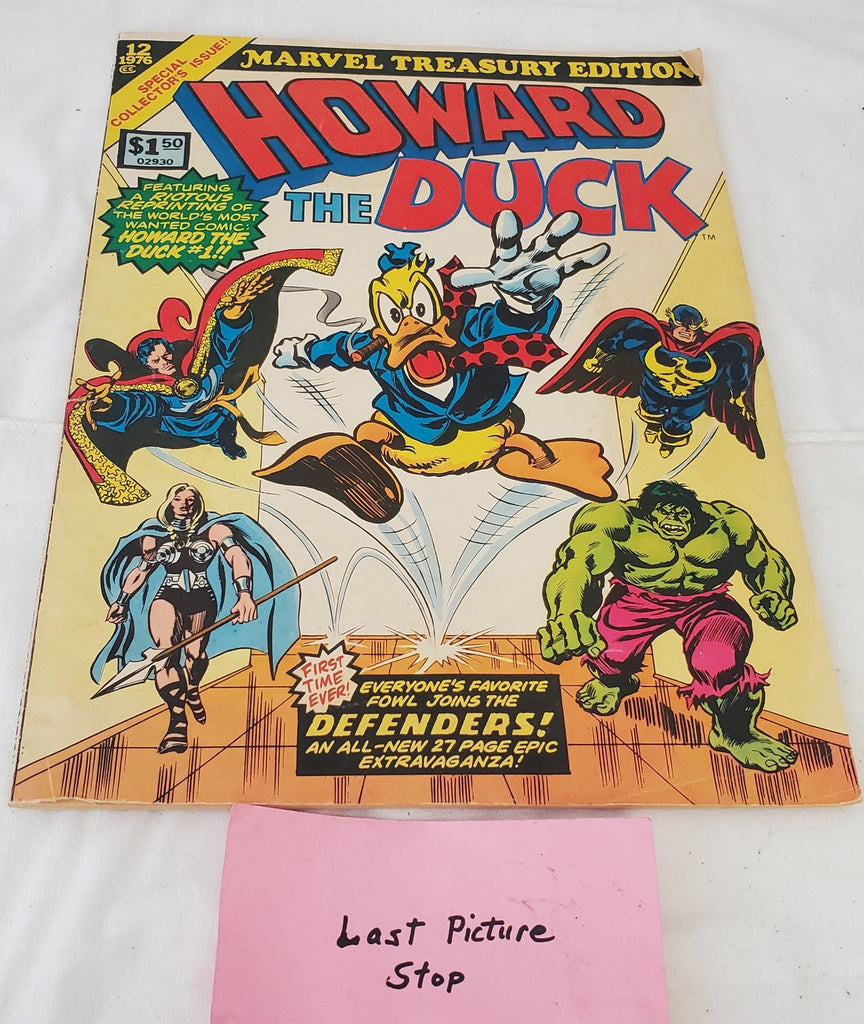 12
1976
CC
SPECIAL
COLLECTOR'S ISSUE!!
MARVEL TREASURY EDITION
$1 50
02930
HOWARD
THE DUCK
TM
FEATURING
A RIOTOUS
REPRINTING OF
THE WORLD'S MOST
WANTED COMIC:
HOWARD THE
DUCK #1!!
FIRST
TIME
EVER!
EVERYONE'S FAVORITE
FOWL JOINS THE
DEFENDERS!
AN ALL-NEW 27 PAGE EPIC
EXTRAVAGANZA!
Last Picture
Stop